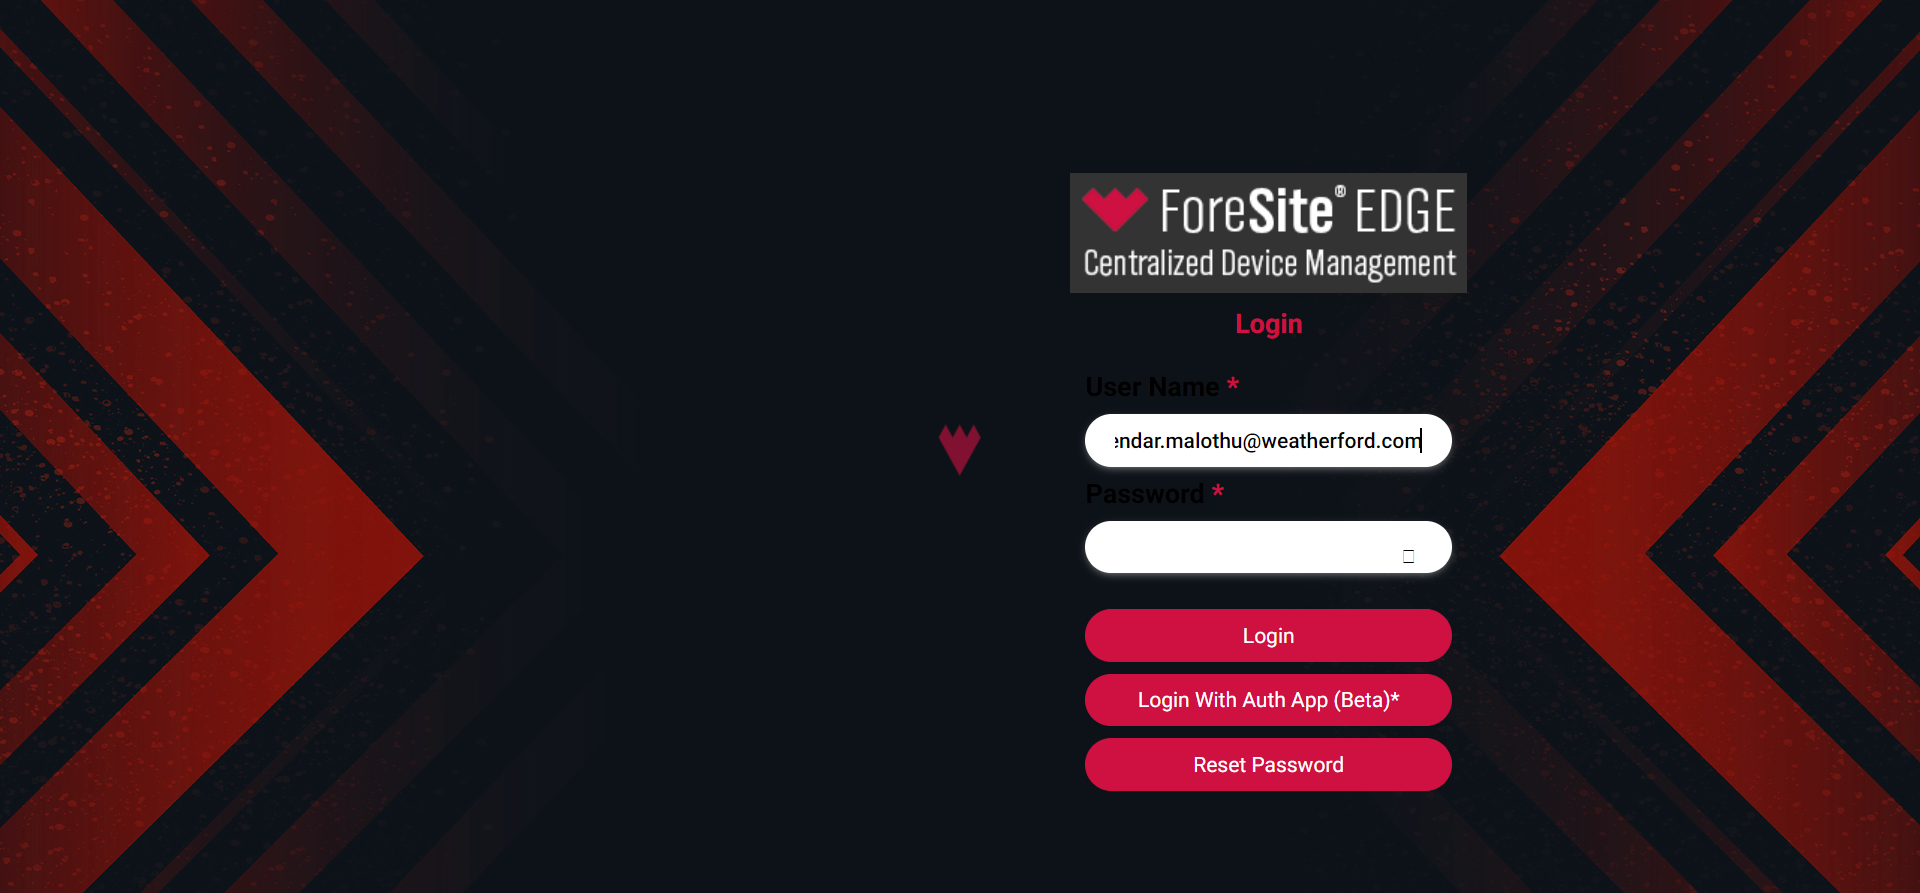 ForeSite® EDGE
Centralized Device Management
Login
User Name *
endar.malothu@weatherford.com
Password *
Login
Login With Auth App (Beta)*
Reset Password